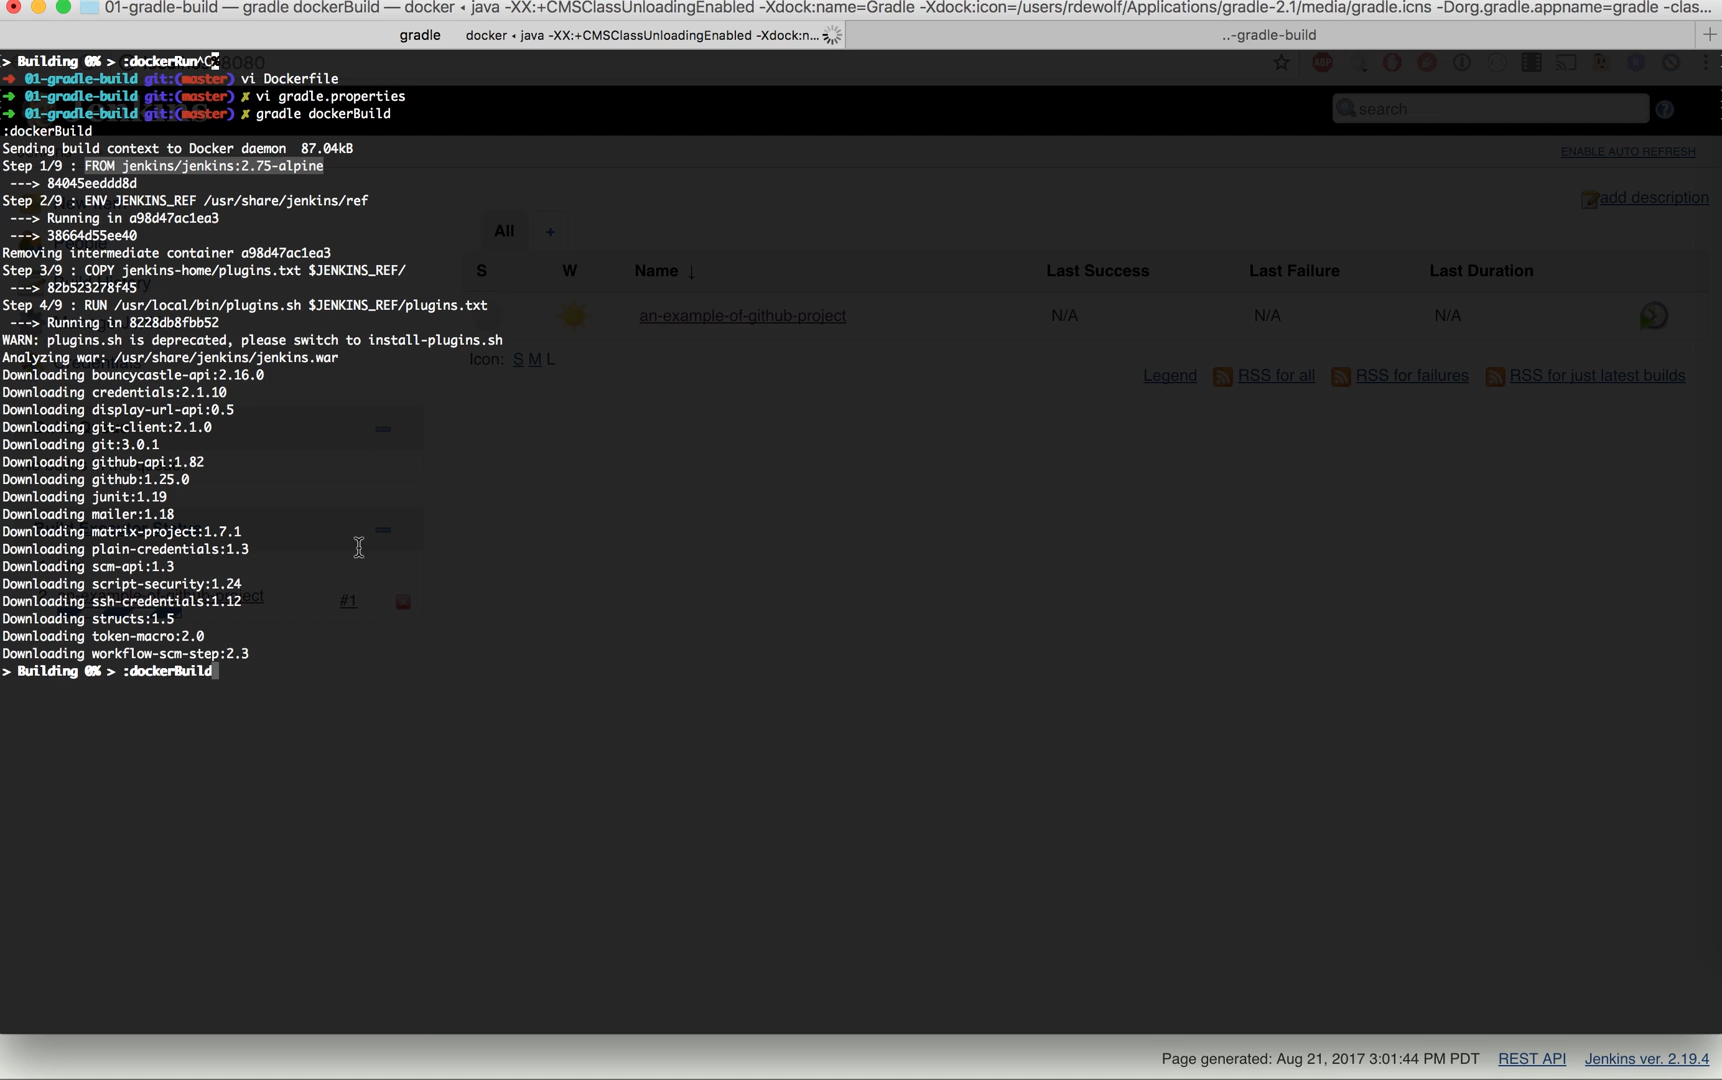 01-gradle-build — gradle dockerBuild — docker ◂ java -XX:+CMSClassUnloadingEnabled -Xdock:name=Gradle -Xdock:icon=/users/rdewolf/Applications/gradle-2.1/media/gradle.icns -Dorg.gradle.appname=gradle -clas...
gradle docker ◂ java -XX:+CMSClassUnloadingEnabled -Xdock:n...
..-gradle-build
> Building 0% > :dockerRun^C%
8080
➜ 01-gradle-build git:(master) vi Dockerfile
➜ 01-gradle-build git:(master) ✗ vi gradle.properties
➜ 01-gradle-build git:(master) ✗ gradle dockerBuild
search
:dockerBuild
Sending build context to Docker daemon 87.04kB
ENABLE AUTO REFRESH
Step 1/9 : FROM jenkins/jenkins:2.75-alpine
---> 84045eeddd8d
Step 2/9 : ENV JENKINS_REF /usr/share/jenkins/ref
add description
---> Running in a98d47ac1ea3
---> 38664d55ee40
All +
Removing intermediate container a98d47ac1ea3
Step 3/9 : COPY jenkins-home/plugins.txt $JENKINS_REF/
S W Name ↓ Last Success Last Failure Last Duration
---> 82b523278f45
Step 4/9 : RUN /usr/local/bin/plugins.sh $JENKINS_REF/plugins.txt
---> Running in 8228db8fbb52
an-example-of-github-project N/A N/A N/A
WARN: plugins.sh is deprecated, please switch to install-plugins.sh
Analyzing war: /usr/share/jenkins/jenkins.war
Icon: S M L
Downloading bouncycastle-api:2.16.0
Legend RSS for all RSS for failures RSS for just latest builds
Downloading credentials:2.1.10
Downloading display-url-api:0.5
Downloading git-client:2.1.0
Downloading git:3.0.1
Downloading github-api:1.82
Downloading github:1.25.0
Downloading junit:1.19
Downloading mailer:1.18
Downloading matrix-project:1.7.1
Downloading plain-credentials:1.3
Downloading scm-api:1.3
Downloading script-security:1.24
an-example-of-github-project #1
Downloading ssh-credentials:1.12
Downloading structs:1.5
Downloading token-macro:2.0
Downloading workflow-scm-step:2.3
> Building 0% > :dockerBuild
Page generated: Aug 21, 2017 3:01:44 PM PDT REST API Jenkins ver. 2.19.4